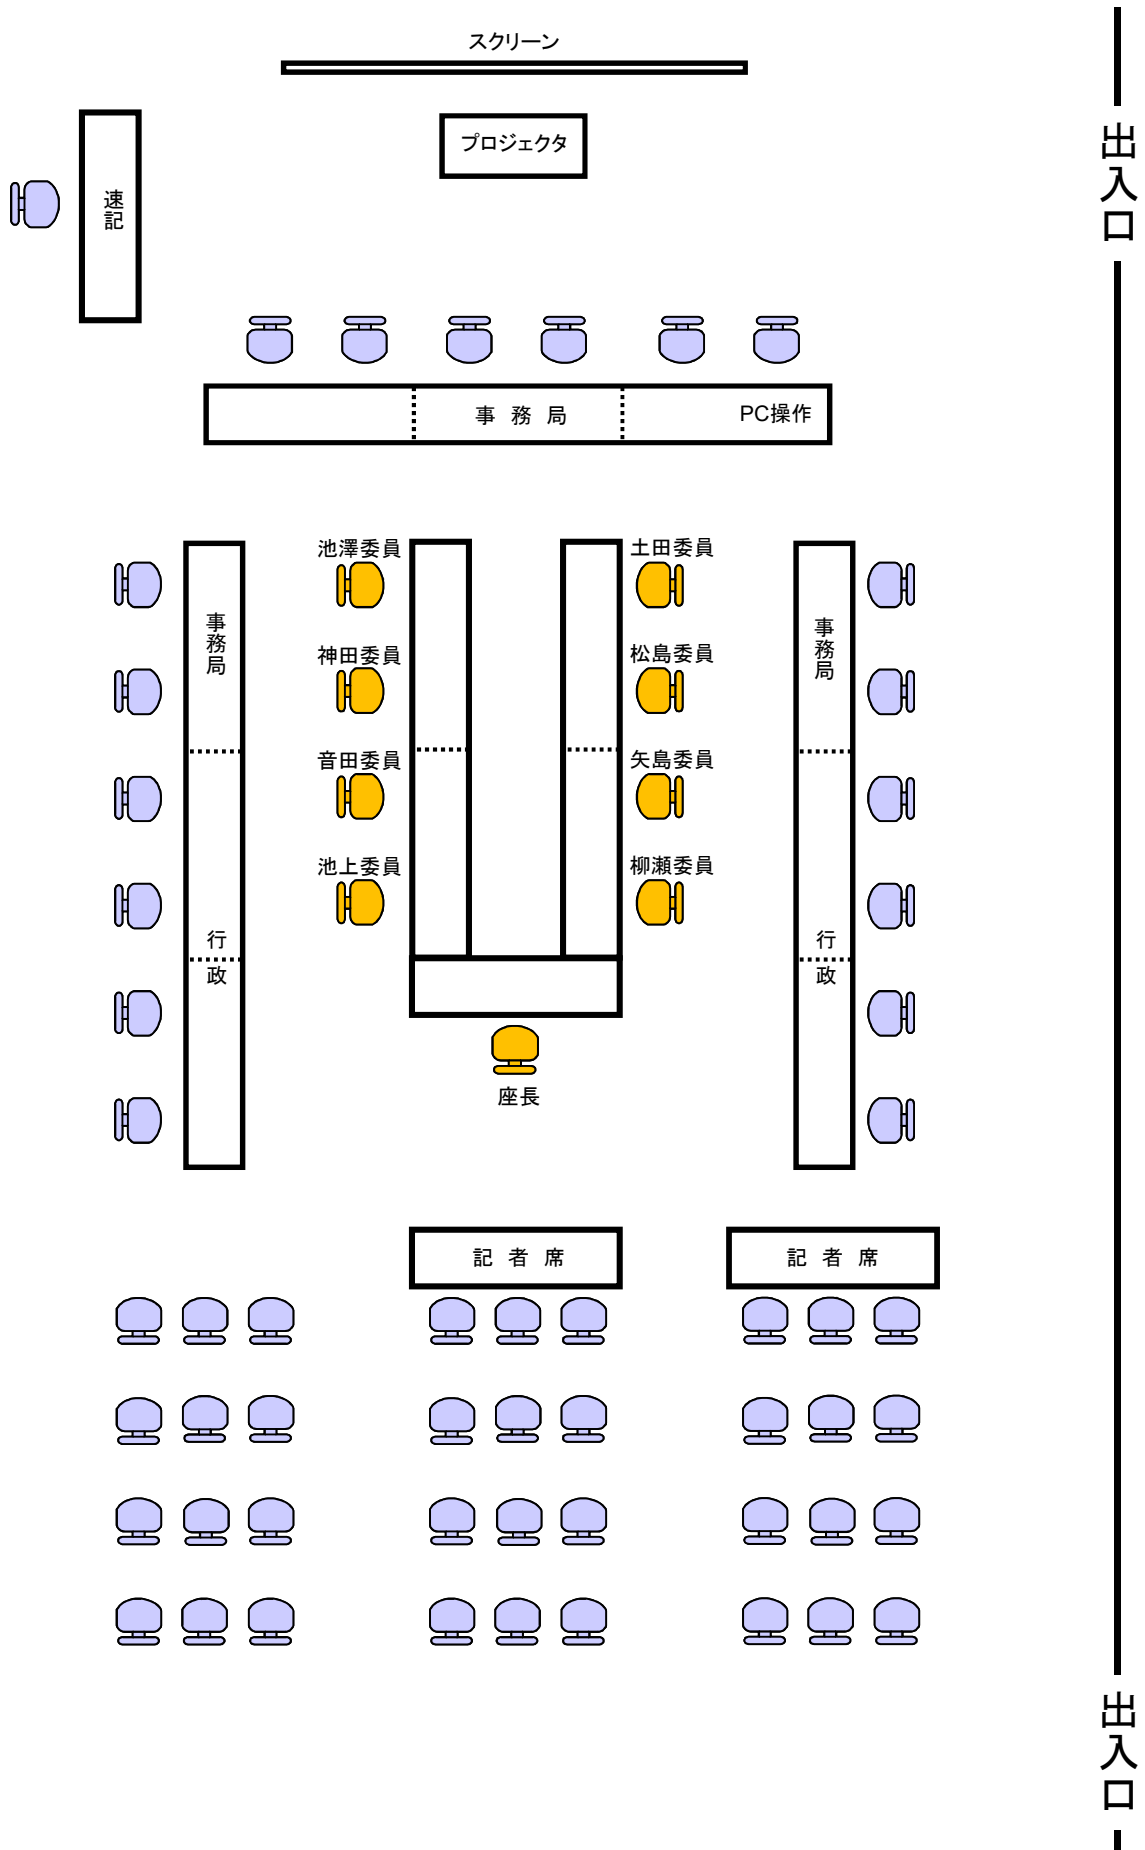 スクリーン
出入口
プロジェクタ
速記
事 務 局
PC操作
池澤委員
土田委員
事務局
事務局
神田委員
松島委員
音田委員
矢島委員
池上委員
柳瀬委員
行政
行政
座長
記 者 席
記 者 席
出入口